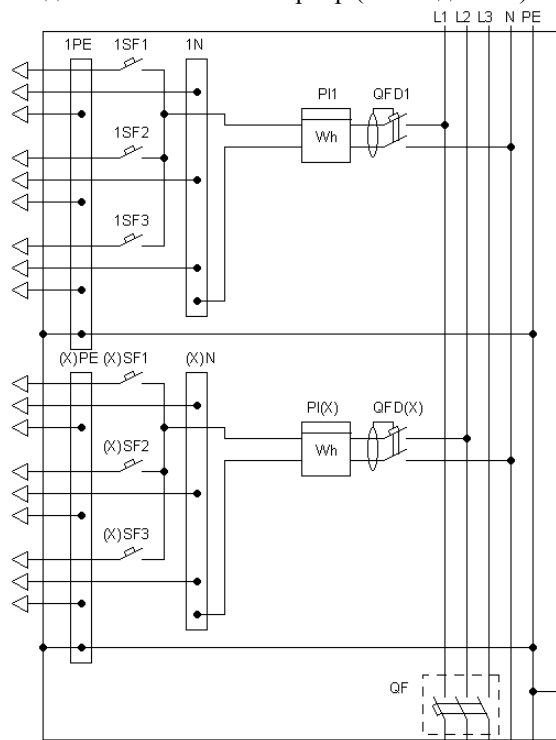 L1 L2 L3 N PE
1PE 1SF1 1N
PI1 QFD1
Wh
1SF2
1SF3
(X)PE (X)SF1 (X)N
PI(X) QFD(X)
Wh
(X)SF2
(X)SF3
QF